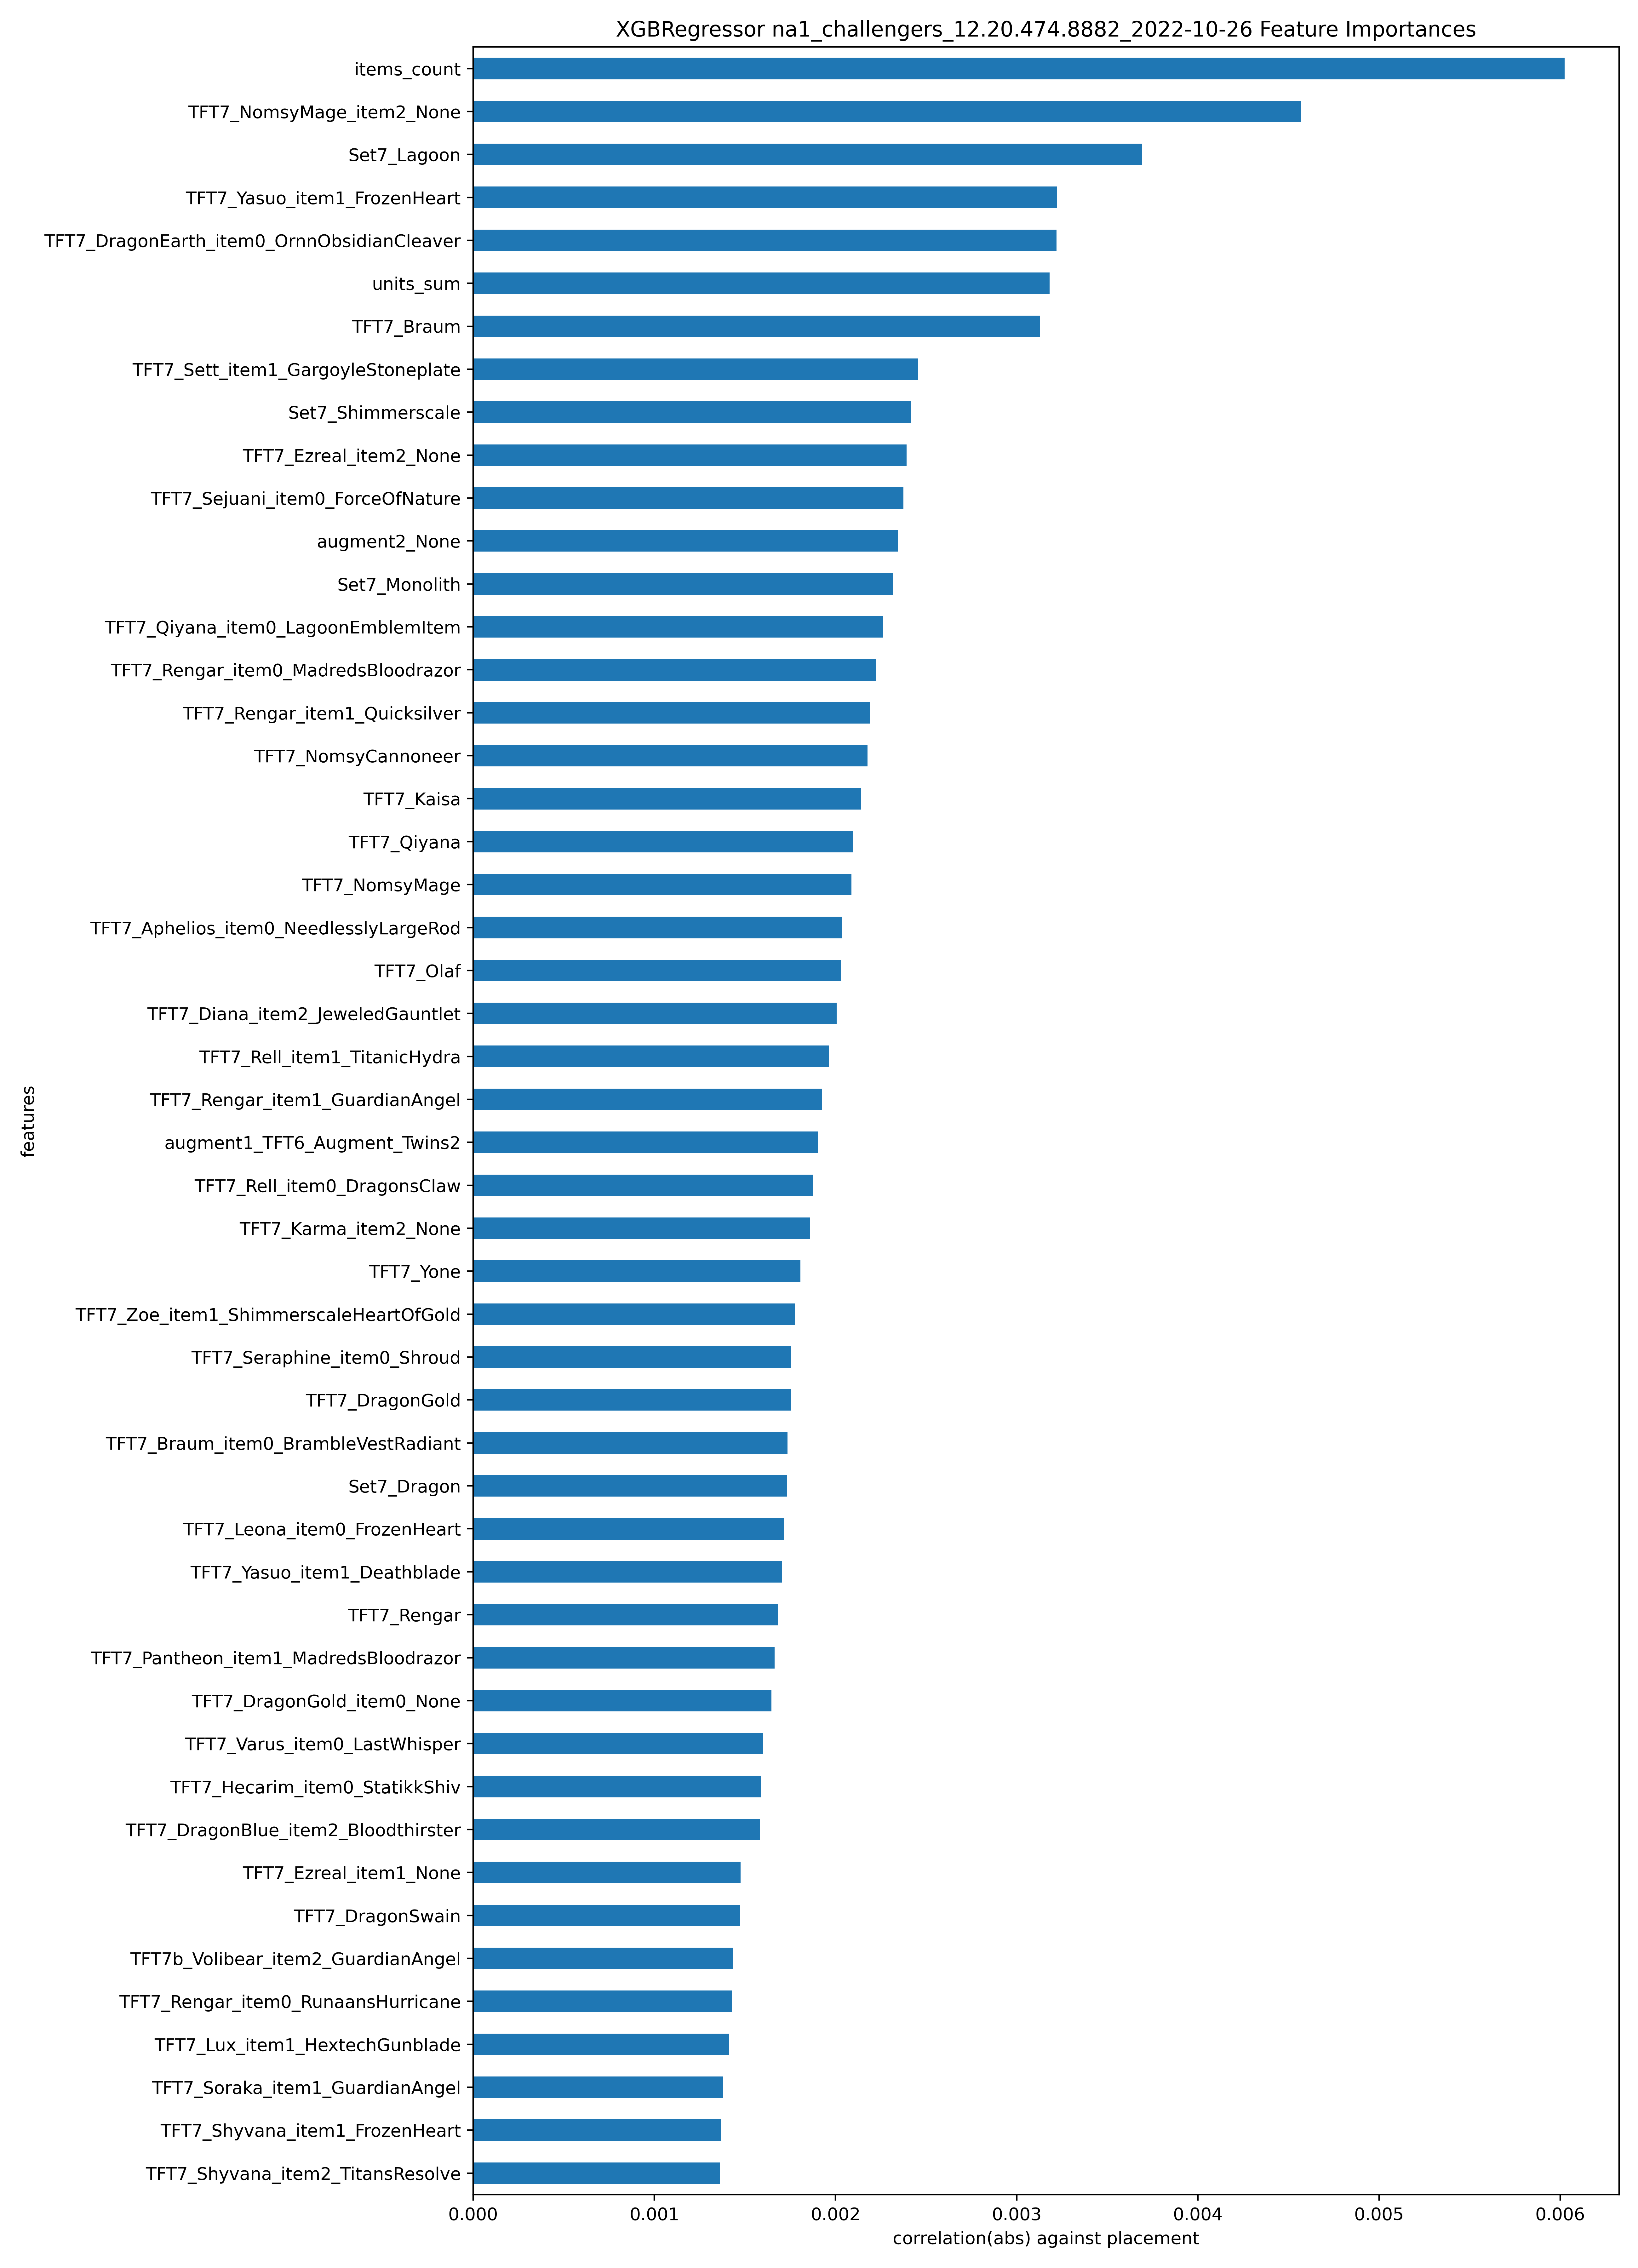 XGBRegressor na1_challengers_12.20.474.8882_2022-10-26 Feature Importances
items_count
TFT7_NomsyMage_item2_None
Set7_Lagoon
TFT7_Yasuo_item1_FrozenHeart
TFT7_DragonEarth_item0_OrnnObsidianCleaver
units_sum
TFT7_Braum
TFT7_Sett_item1_GargoyleStoneplate
Set7_Shimmerscale
TFT7_Ezreal_item2_None
TFT7_Sejuani_item0_ForceOfNature
augment2_None
Set7_Monolith
TFT7_Qiyana_item0_LagoonEmblemItem
TFT7_Rengar_item0_MadredsBloodrazor
TFT7_Rengar_item1_Quicksilver
TFT7_NomsyCannoneer
TFT7_Kaisa
TFT7_Qiyana
TFT7_NomsyMage
TFT7_Aphelios_item0_NeedlesslyLargeRod
TFT7_Olaf
TFT7_Diana_item2_JeweledGauntlet
TFT7_Rell_item1_TitanicHydra
TFT7_Rengar_item1_GuardianAngel
augment1_TFT6_Augment_Twins2
TFT7_Rell_item0_DragonsClaw
TFT7_Karma_item2_None
TFT7_Yone
TFT7_Zoe_item1_ShimmerscaleHeartOfGold
TFT7_Seraphine_item0_Shroud
TFT7_DragonGold
TFT7_Braum_item0_BrambleVestRadiant
Set7_Dragon
TFT7_Leona_item0_FrozenHeart
TFT7_Yasuo_item1_Deathblade
TFT7_Rengar
TFT7_Pantheon_item1_MadredsBloodrazor
TFT7_DragonGold_item0_None
TFT7_Varus_item0_LastWhisper
TFT7_Hecarim_item0_StatikkShiv
TFT7_DragonBlue_item2_Bloodthirster
TFT7_Ezreal_item1_None
TFT7_DragonSwain
TFT7b_Volibear_item2_GuardianAngel
TFT7_Rengar_item0_RunaansHurricane
TFT7_Lux_item1_HextechGunblade
TFT7_Soraka_item1_GuardianAngel
TFT7_Shyvana_item1_FrozenHeart
TFT7_Shyvana_item2_TitansResolve
features
0.000 0.001 0.002 0.003 0.004 0.005 0.006
correlation(abs) against placement